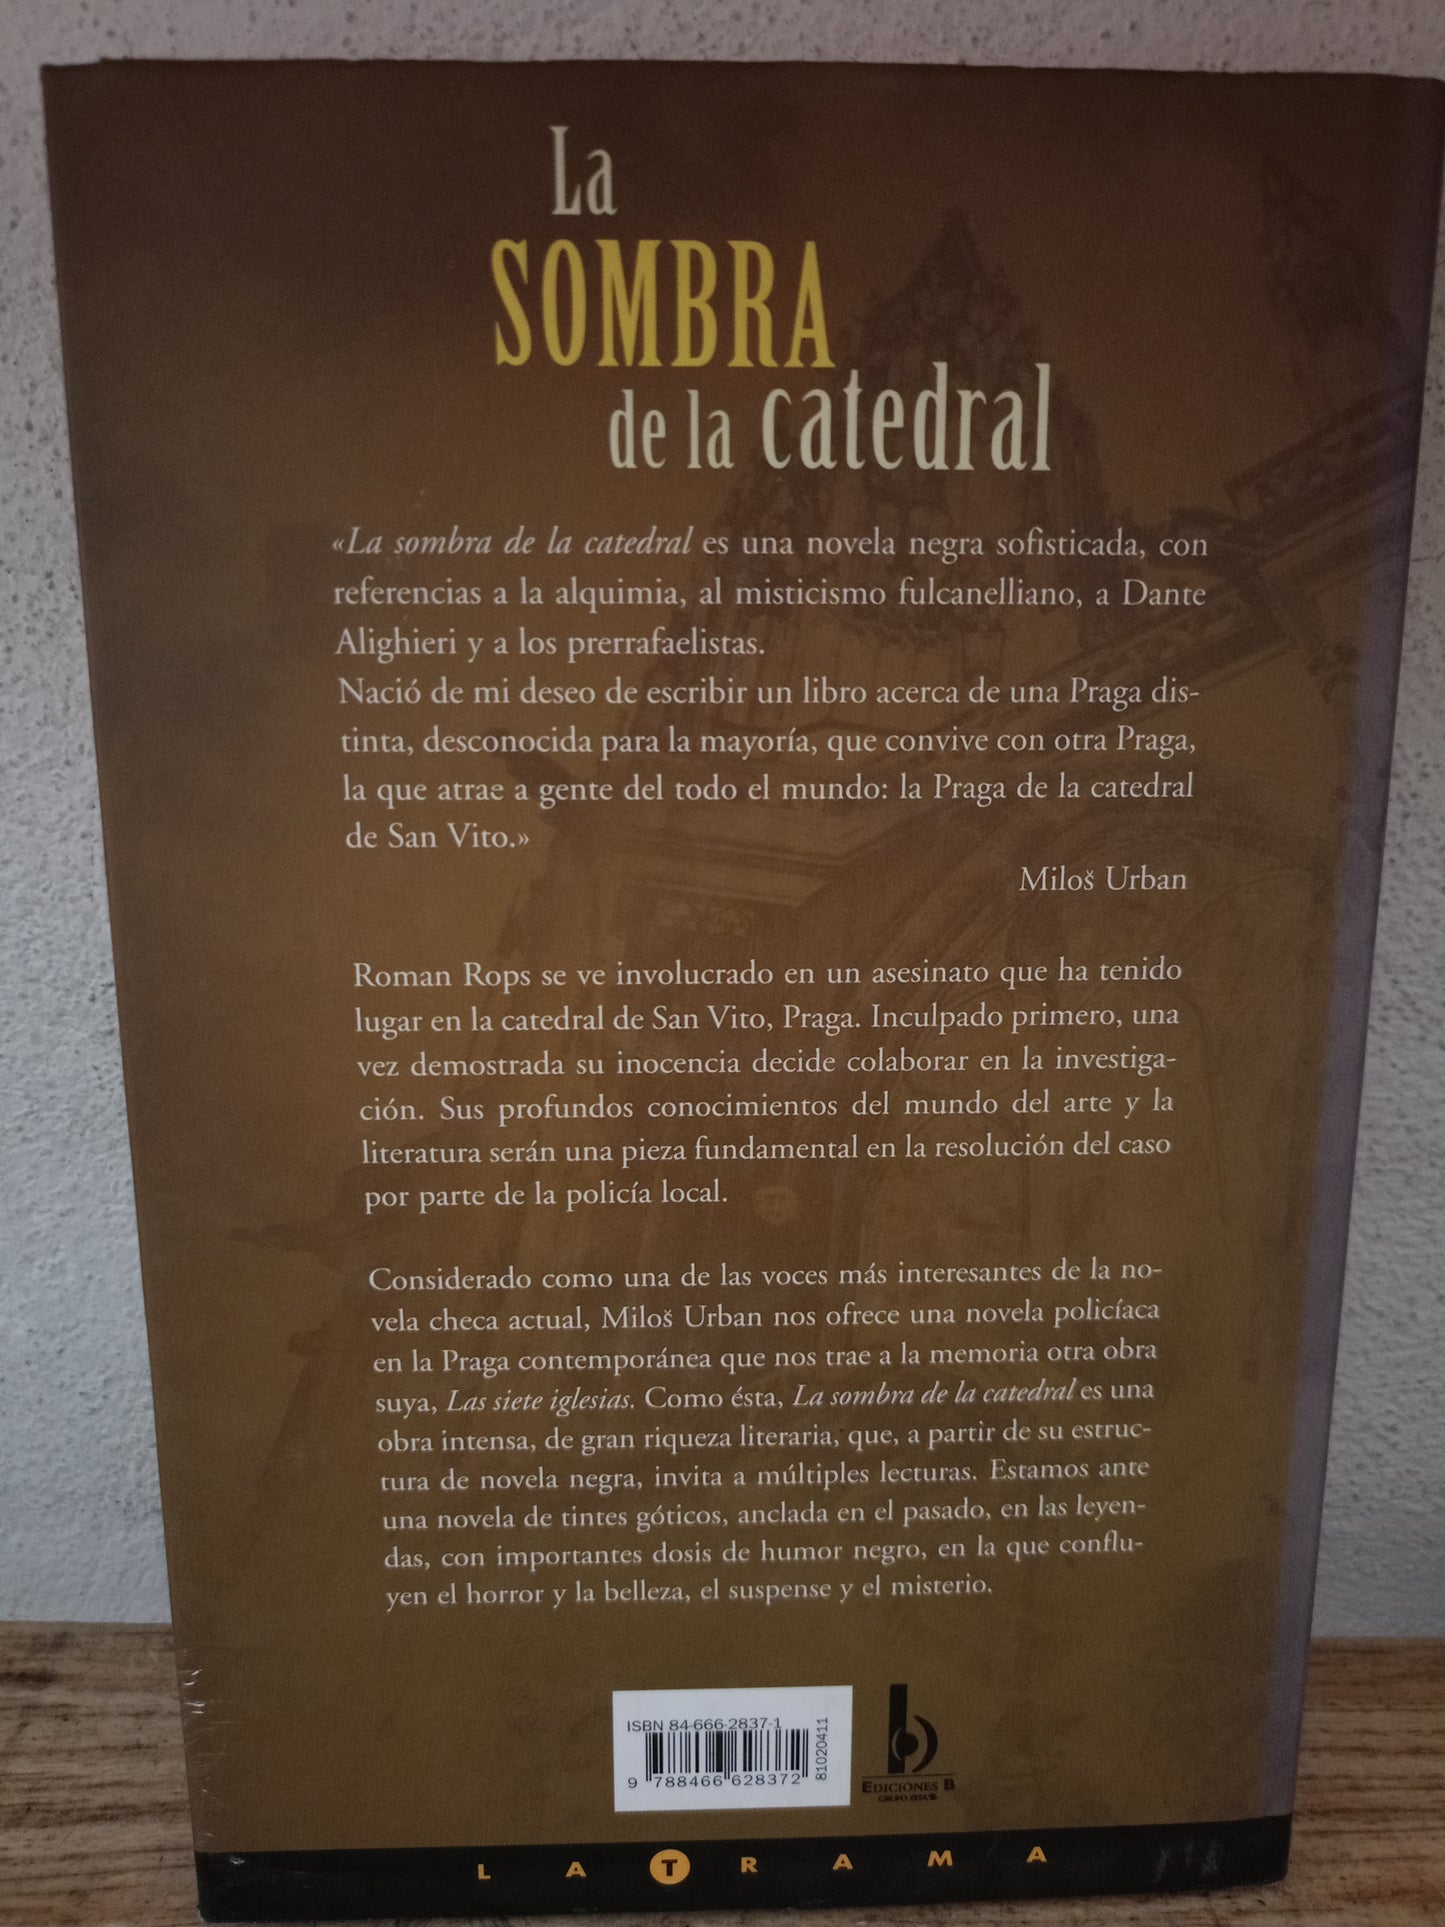 La
SOMBRA
de la catedral
«La sombra de la catedral es una novela negra sofisticada, con
referencias a la alquimia, al misticismo fulcanelliano, a Dante
Alighieri y a los prerrafaelistas.
Nació de mi deseo de escribir un libro acerca de una Praga dis-
tinta, desconocida para la mayoría, que convive con otra Praga,
la que atrae a gente del todo el mundo: la Praga de la catedral
de San Vito.»
Miloš Urban
Roman Rops se ve involucrado en un asesinato que ha tenido
lugar en la catedral de San Vito, Praga. Inculpado primero, una
vez demostrada su inocencia decide colaborar en la investiga-
ción. Sus profundos conocimientos del mundo del arte y la
literatura serán una pieza fundamental en la resolución del caso
por parte de la policía local.
Considerado como una de las voces más interesantes de la no-
vela checa actual, Miloš Urban nos ofrece una novela policíaca
en la Praga contemporánea que nos trae a la memoria otra obra
suya, Las siete iglesias. Como ésta, La sombra de la catedral es una
obra intensa, de gran riqueza literaria, que, a partir de su estruc-
tura de novela negra, invita a múltiples lecturas. Estamos ante
una novela de tintes góticos, anclada en el pasado, en las leyen-
das, con importantes dosis de humor negro, en la que conflu-
yen el horror y la belleza, el suspense y el misterio.
ISBN 84-666-2837-1
9 788466 628372
81020411
EDICIONES B
GRUPO ZETA
LA TRAMA